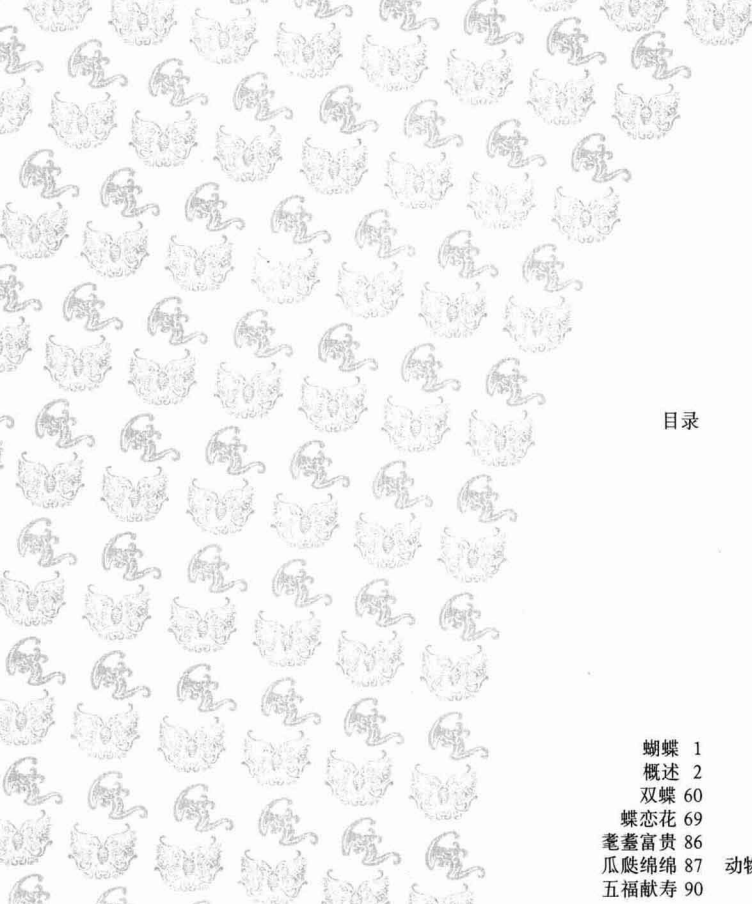 目录
蝴蝶 1
概述 2
双蝶 60
蝶恋花 69
耄耋富贵 86
瓜瓞绵绵 87 动
五福献寿 90